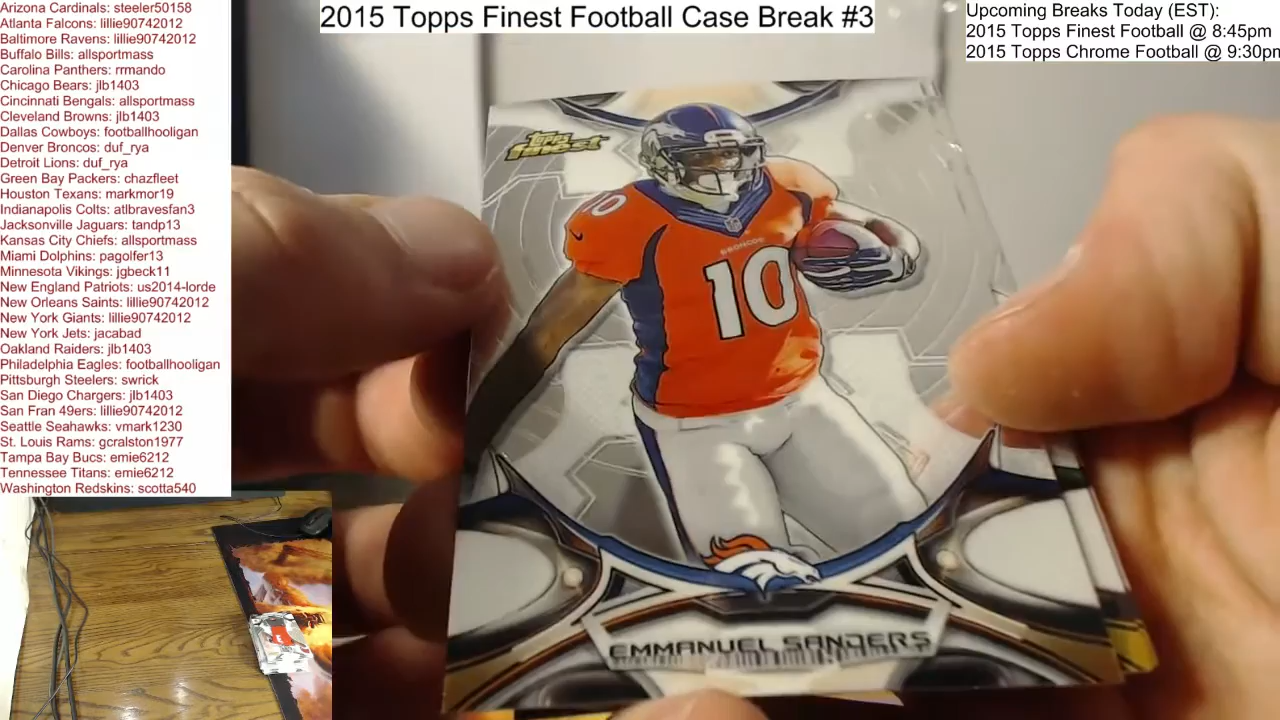 Arizona Cardinals: steeler50158
Atlanta Falcons: lillie90742012
Baltimore Ravens: lillie90742012
Buffalo Bills: allsportmass
Carolina Panthers: rrmando
Chicago Bears: jlb1403
Cincinnati Bengals: allsportmass
Cleveland Browns: jlb1403
Dallas Cowboys: footballhooligan
Denver Broncos: duf_rya
Detroit Lions: duf_rya
Green Bay Packers: chazfleet
Houston Texans: markmor19
Indianapolis Colts: atlbravesfan3
Jacksonville Jaguars: tandp13
Kansas City Chiefs: allsportmass
Miami Dolphins: pagolfer13
Minnesota Vikings: jgbeck11
New England Patriots: us2014-lorde
New Orleans Saints: lillie90742012
New York Giants: lillie90742012
New York Jets: jacabad
Oakland Raiders: jlb1403
Philadelphia Eagles: footballhooligan
Pittsburgh Steelers: swrick
San Diego Chargers: jlb1403
San Fran 49ers: lillie90742012
Seattle Seahawks: vmark1230
St. Louis Rams: gcralston1977
Tampa Bay Bucs: emie6212
Tennessee Titans: emie6212
Washington Redskins: scotta540
2015 Topps Finest Football Case Break #3
Upcoming Breaks Today (EST):
2015 Topps Finest Football @ 8:45pm
2015 Topps Chrome Football @ 9:30pm
Topps
finest
10
BRONCOS
10
EMMANUEL SANDERS